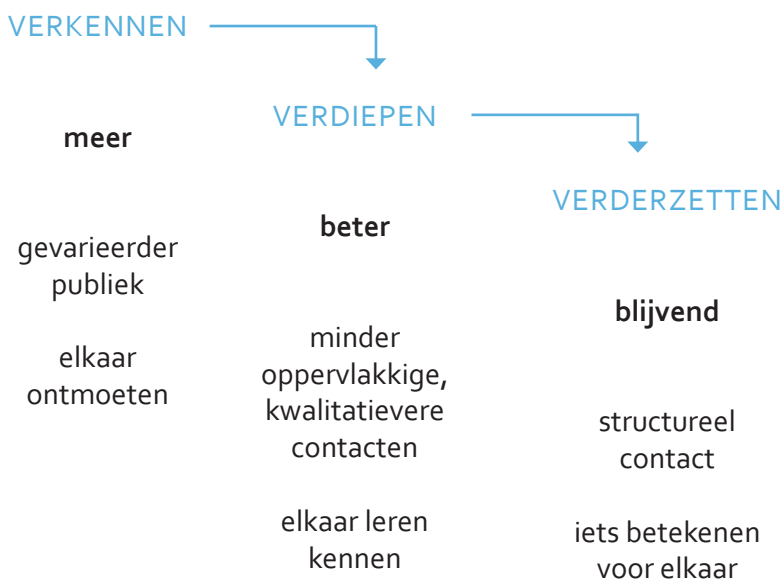 VERKENNEN
meer
gevarieerder
publiek
elkaar
ontmoeten
VERDIEPEN
beter
minder
oppervlakkige,
kwalitatievere
contacten
elkaar leren
kennen
VERDERZETTEN
blijvend
structureel
contact
iets betekenen
voor elkaar